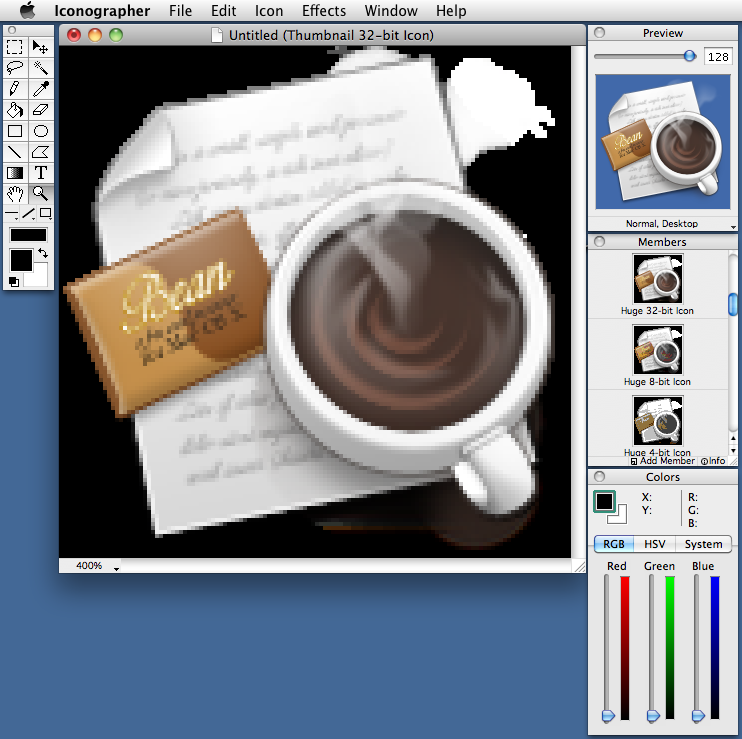 Iconographer File Edit Icon Effects Window Help
Untitled (Thumbnail 32-bit Icon)
T
Bean
400%
Preview
128
Bean
Normal, Desktop
Members
Huge 32-bit Icon
Huge 8-bit Icon
Huge 4-bit Icon
Add Member Info
Colors
X: R:
Y: G:
B:
RGB HSV System
Red Green Blue